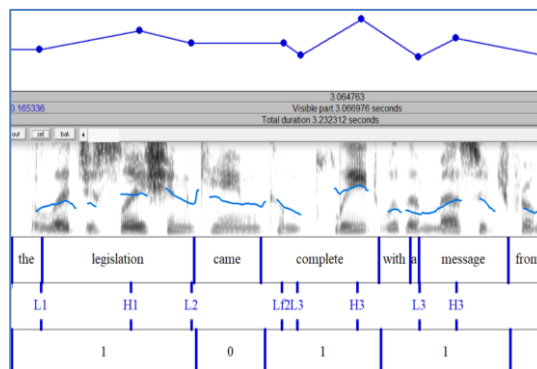 3.064763
0.165336 Visible part 3.066976 seconds
Total duration 3.232312 seconds
out sel bak
the legislation came complete with a message from
L1 H1 L2 Lf2L3 H3 L3 H3
1 0 1 1